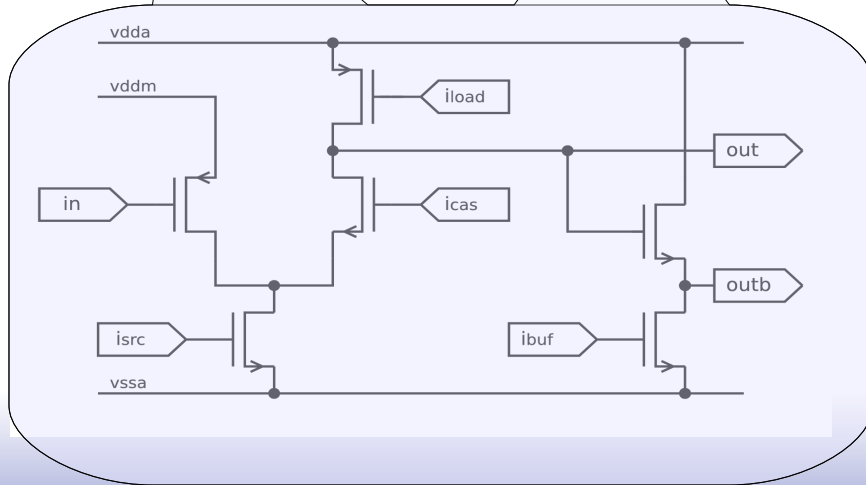 vdda
vddm
iload
out
in
icas
outb
isrc
ibuf
vssa